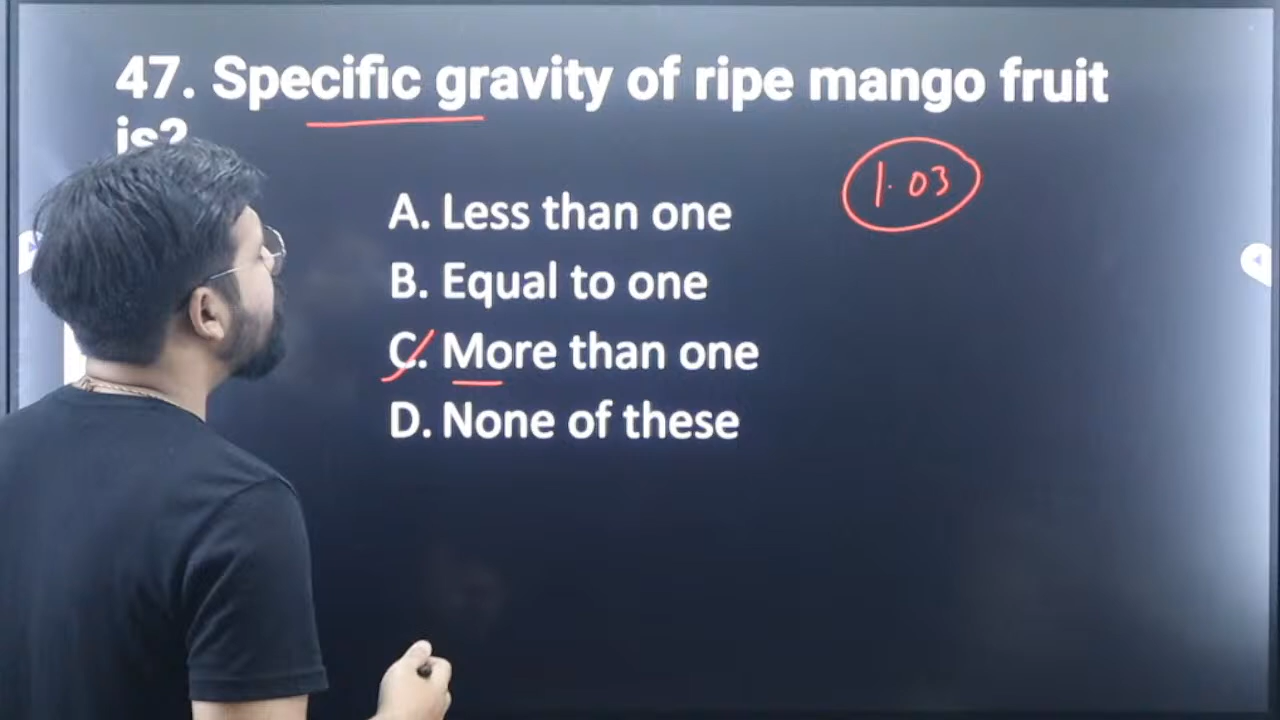 47. Specific gravity of ripe mango fruit
is?
1.03
A. Less than one
B. Equal to one
C. More than one
D. None of these